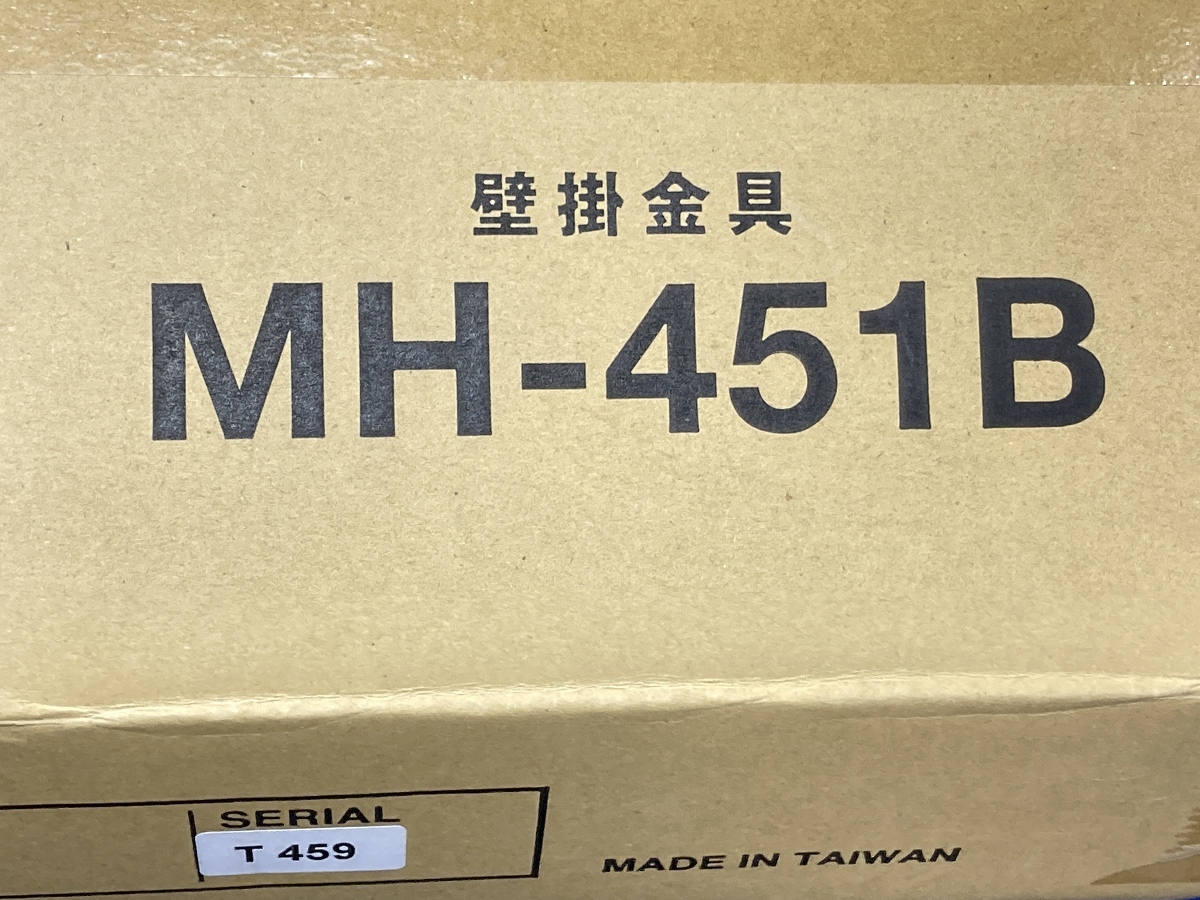 壁掛金具
MH-451B
SERIAL
T 459
MADE IN TAIWAN